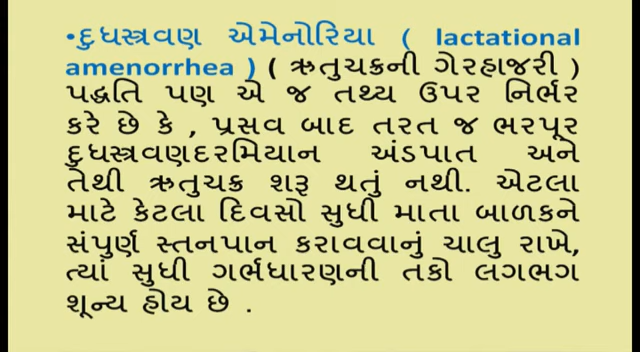 •દુધસ્ત્રવણ એમેનોરિયા ( lactational
amenorrhea ) ( ઋતુચક્રની ગેરહાજરી )
પદ્ધતિ પણ એ જ તથ્ય ઉપર નિર્ભર
કરે છે કે , પ્રસવ બાદ તરત જ ભરપૂર
દુધસ્ત્રવણદરમિયાન અંડપાત અને
તેથી ઋતુચક્ર શરૂ થતું નથી. એટલા
માટે કેટલા દિવસો સુધી માતા બાળકને
સંપુર્ણ સ્તનપાન કરાવવાનું ચાલુ રાખે,
ત્યાં સુધી ગર્ભધારણની તકો લગભગ
શૂન્ય હોય છે .